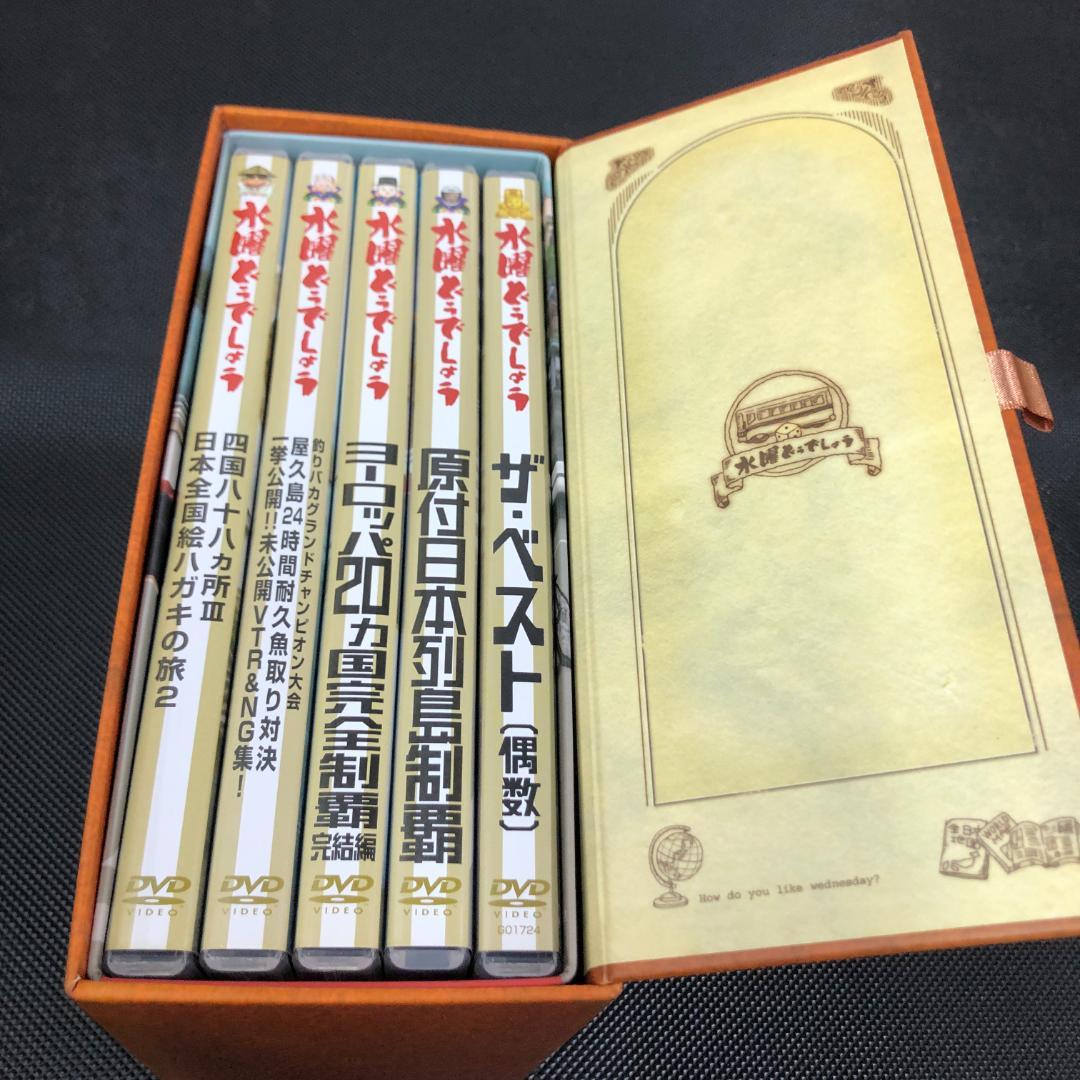 水曜どうでしょう
四国八十八ヵ所Ⅲ
日本全国絵ハガキの旅2
DVD
VIDEO
水曜どうでしょう
釣りバカグランドチャンピオン大会
屋久島24時間耐久魚取り対決
一挙公開!!未公開VTR&NG集!
DVD
VIDEO
水曜どうでしょう
ヨーロッパ20ヵ国完全制覇
完結編
DVD
VIDEO
水曜どうでしょう
原付日本列島制覇
DVD
VIDEO
水曜どうでしょう
ザ・ベスト(偶数)
DVD
VIDEO
G01724
水曜どうでしょう
How do you like wednesday?